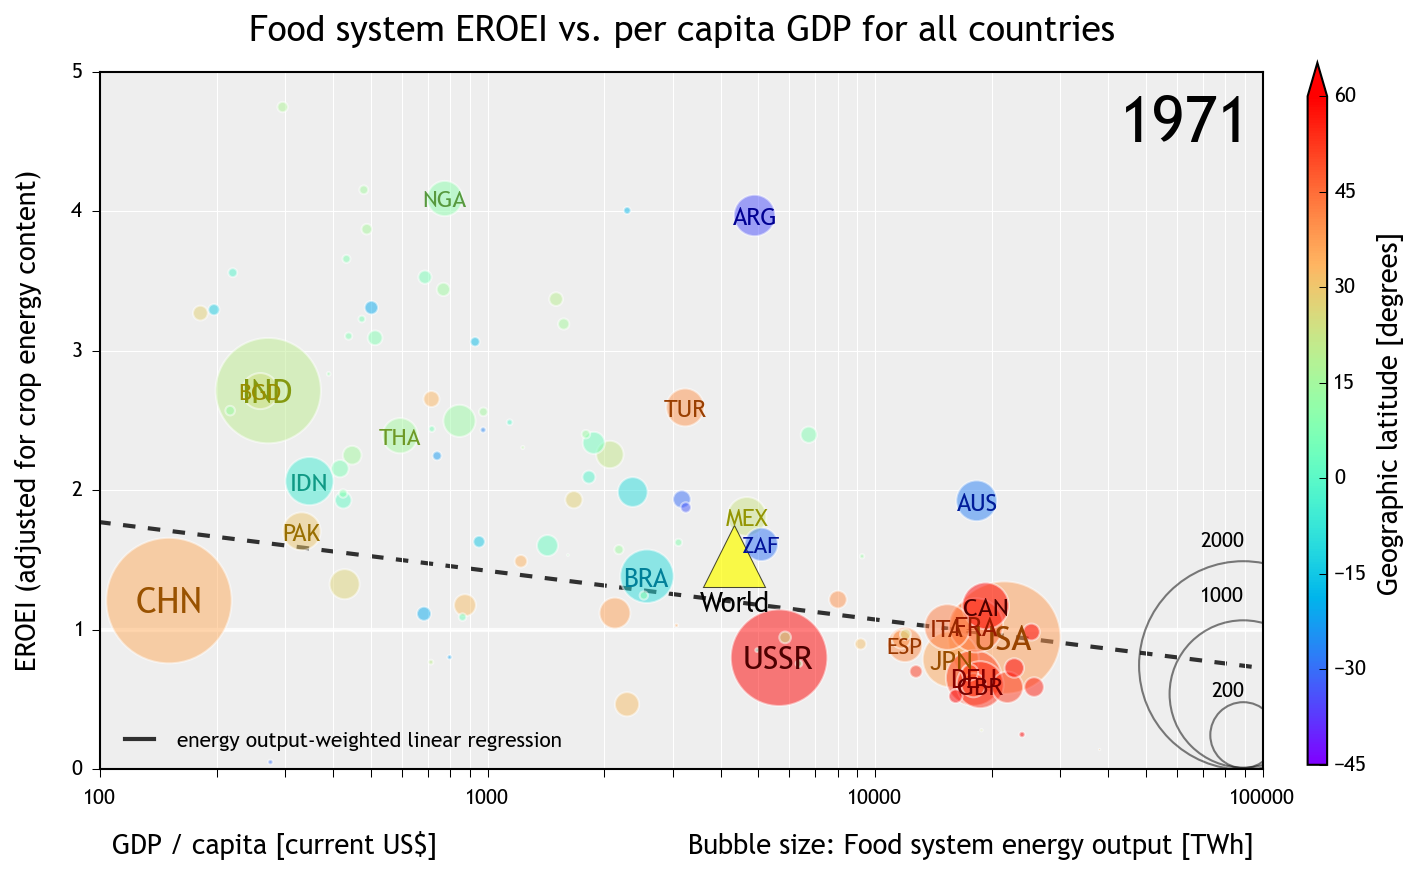 Food system EROEI vs. per capita GDP for all countries
1971
EROEI (adjusted for crop energy content)
5
4
3
2
1
0
NGA
ARG
BGD
IND
TUR
THA
IDN
AUS
PAK
MEX
ZAF
CHN
BRA
World
CAN
ITA
FRA
USA
ESP
JPN
USSR
DEU
GBR
2000
1000
200
energy output-weighted linear regression
100
1000
10000
100000
GDP / capita [current US$]
Bubble size: Food system energy output [TWh]
60
45
30
15
0
−15
−30
−45
Geographic latitude [degrees]